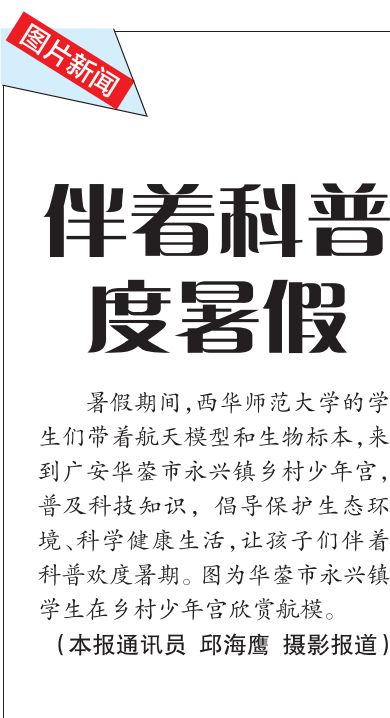 图片新闻
伴着科普
度暑假
暑假期间,西华师范大学的学
生们带着航天模型和生物标本,来
到广安华蓥市永兴镇乡村少年宫,
普及科技知识，倡导保护生态环
境、科学健康生活,让孩子们伴着
科普欢度暑期。图为华蓥市永兴镇
学生在乡村少年宫欣赏航模。
（本报通讯员 邱海鹰 摄影报道）